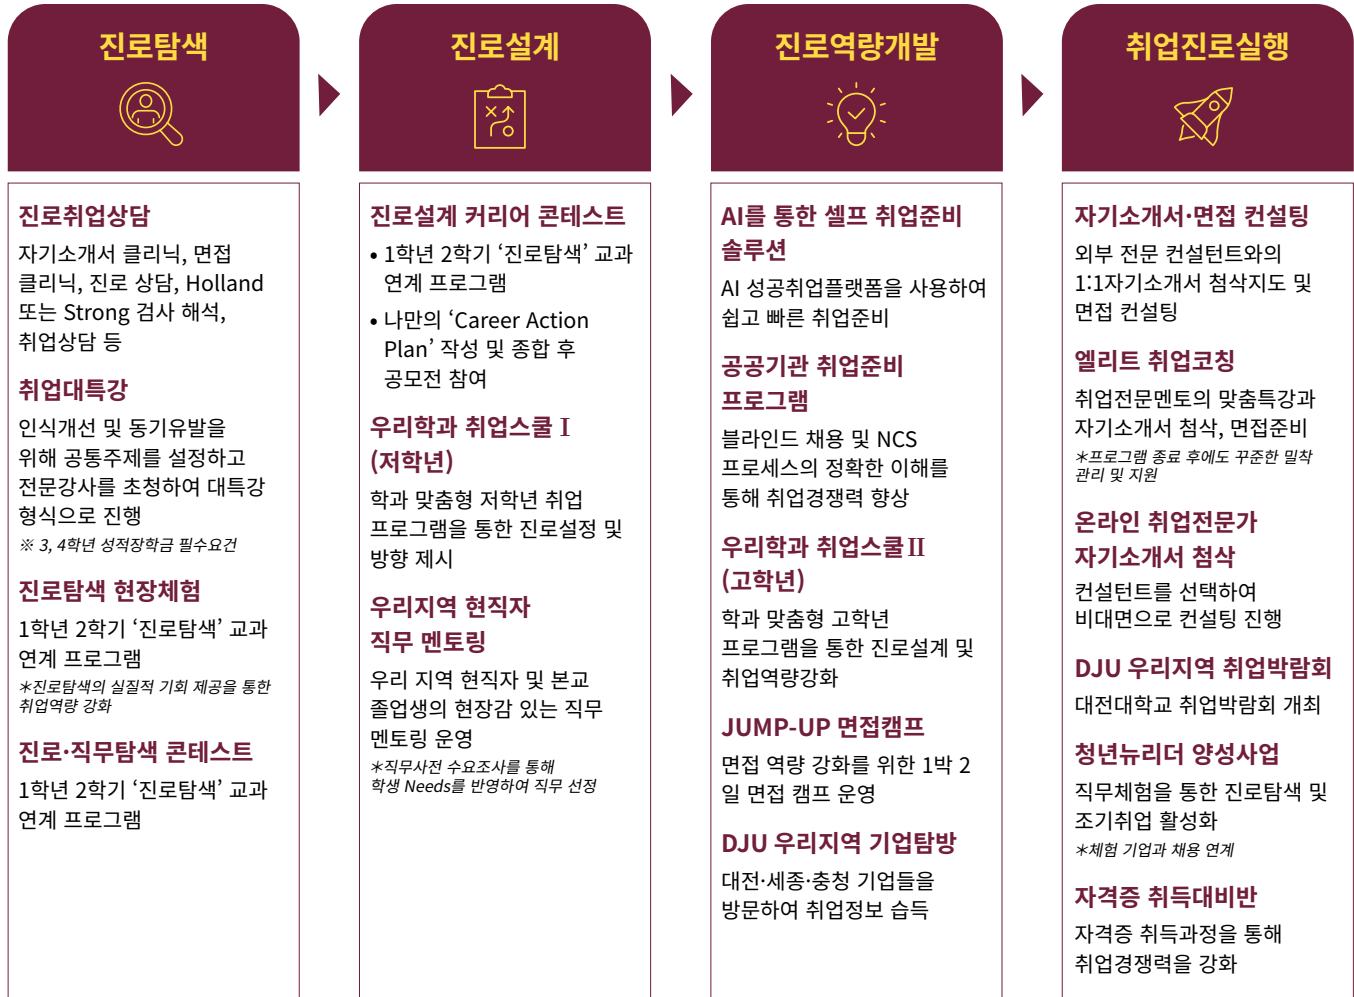 진로탐색
진로취업상담
자기소개서 클리닉, 면접
클리닉, 진로 상담, Holland
또는 Strong 검사 해석,
취업상담 등
취업대특강
인식개선 및 동기유발을
위해 공통주제를 설정하고
전문강사를 초청하여 대특강
형식으로 진행
※ 3, 4학년 성적장학금 필수요건
진로탐색 현장체험
1학년 2학기 ‘진로탐색’ 교과
연계 프로그램
*진로탐색의 실질적 기회 제공을 통한
취업역량 강화
진로·직무탐색 콘테스트
1학년 2학기 ‘진로탐색’ 교과
연계 프로그램
진로설계
진로설계 커리어 콘테스트
• 1학년 2학기 ‘진로탐색’ 교과
연계 프로그램
• 나만의 ‘Career Action
Plan’ 작성 및 종합 후
공모전 참여
우리학과 취업스쿨 I
(저학년)
학과 맞춤형 저학년 취업
프로그램을 통한 진로설정 및
방향 제시
우리지역 현직자
직무 멘토링
우리 지역 현직자 및 본교
졸업생의 현장감 있는 직무
멘토링 운영
*직무사전 수요조사를 통해
학생 Needs를 반영하여 직무 선정
진로역량개발
AI를 통한 셀프 취업준비
솔루션
AI 성공취업플랫폼을 사용하여
쉽고 빠른 취업준비
공공기관 취업준비
프로그램
블라인드 채용 및 NCS
프로세스의 정확한 이해를
통해 취업경쟁력 향상
우리학과 취업스쿨 II
(고학년)
학과 맞춤형 고학년
프로그램을 통한 진로설계 및
취업역량강화
JUMP-UP 면접캠프
면접 역량 강화를 위한 1박 2
일 면접 캠프 운영
DJU 우리지역 기업탐방
대전·세종·충청 기업들을
방문하여 취업정보 습득
취업진로실행
자기소개서·면접 컨설팅
외부 전문 컨설턴트와의
1:1자기소개서 첨삭지도 및
면접 컨설팅
엘리트 취업코칭
취업전문멘토의 맞춤특강과
자기소개서 첨삭, 면접준비
*프로그램 종료 후에도 꾸준한 밀착
관리 및 지원
온라인 취업전문가
자기소개서 첨삭
컨설턴트를 선택하여
비대면으로 컨설팅 진행
DJU 우리지역 취업박람회
대전대학교 취업박람회 개최
청년뉴리더 양성사업
직무체험을 통한 진로탐색 및
조기취업 활성화
*체험 기업과 채용 연계
자격증 취득대비반
자격증 취득과정을 통해
취업경쟁력을 강화